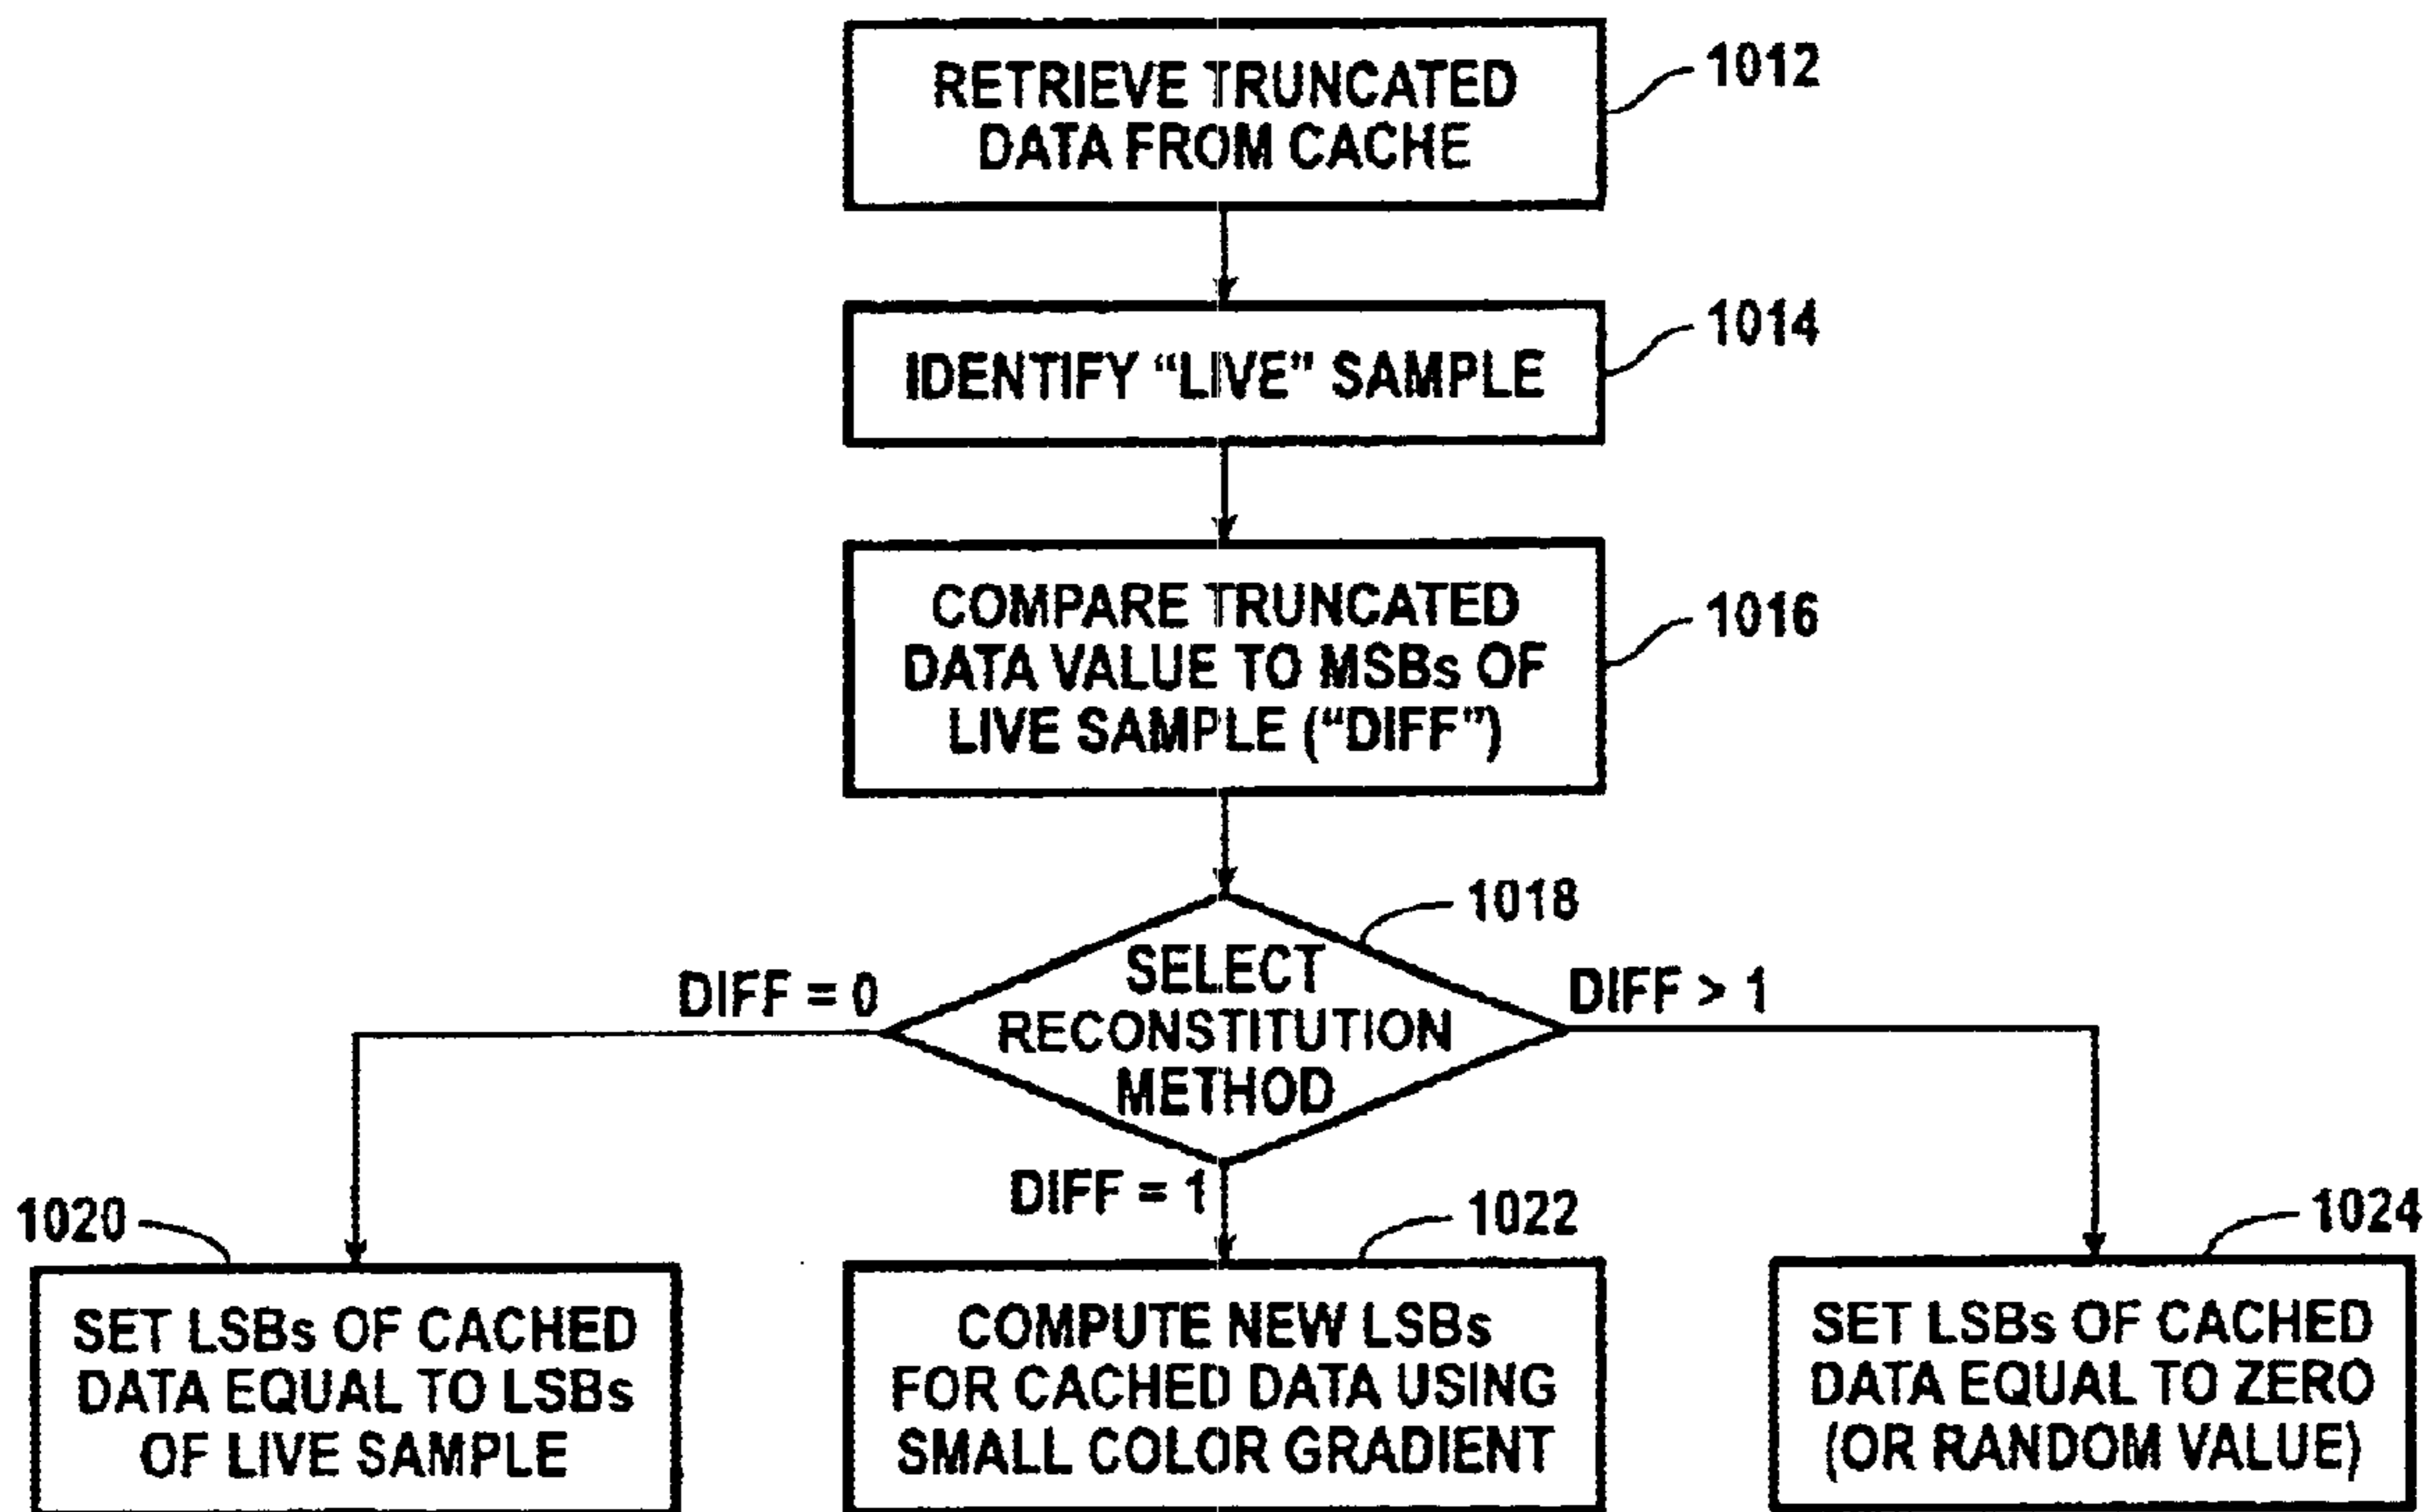 RETRIEVE TRUNCATED
DATA FROM CACHE
1012
IDENTIFY “LIVE” SAMPLE
1014
COMPARE TRUNCATED
DATA VALUE TO MSBs OF
LIVE SAMPLE (“DIFF”)
1016
SELECT
RECONSTITUTION
METHOD
1018
DIFF = 0
DIFF > 1
DIFF = 1
1020
SET LSBs OF CACHED
DATA EQUAL TO LSBs
OF LIVE SAMPLE
1022
COMPUTE NEW LSBs
FOR CACHED DATA USING
SMALL COLOR GRADIENT
1024
SET LSBs OF CACHED
DATA EQUAL TO ZERO
(OR RANDOM VALUE)